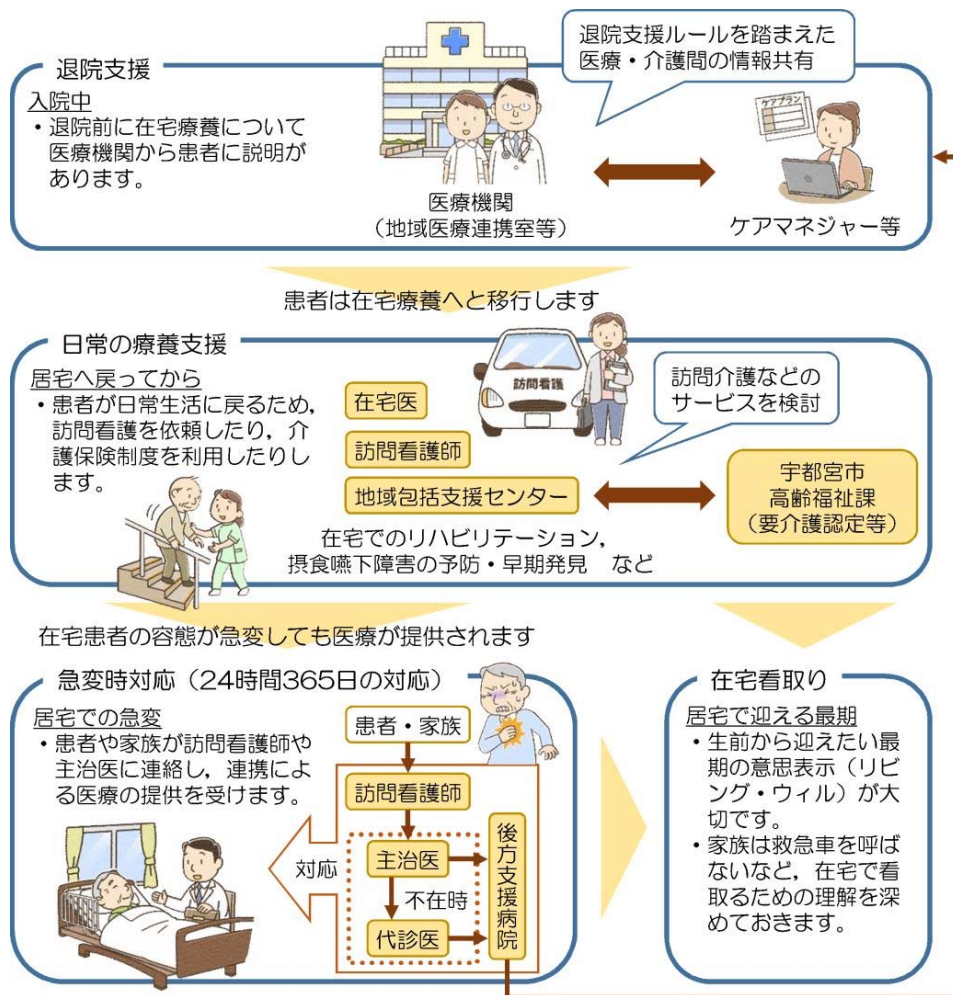 退院支援ルールを踏まえた
医療・介護間の情報共有
退院支援
入院中
・退院前に在宅療養について
医療機関から患者に説明が
あります。
ケアプラン
医療機関
（地域医療連携室等）
ケアマネジャー等
患者は在宅療養へと移行します
日常の療養支援
居宅へ戻ってから
・患者が日常生活に戻るため，
訪問看護を依頼したり，介
護保険制度を利用したりし
ます。
訪問看護
在宅医
訪問看護師
地域包括支援センター
訪問介護などの
サービスを検討
宇都宮市
高齢福祉課
（要介護認定等）
在宅でのリハビリテーション，
摂食嚥下障害の予防・早期発見　など
在宅患者の容態が急変しても医療が提供されます
急変時対応（24時間365日の対応）
居宅での急変
・患者や家族が訪問看護師や
主治医に連絡し，連携によ
る医療の提供を受けます。
患者・家族
訪問看護師
対応
主治医
不在時
代診医
後方支援病院
在宅看取り
居宅で迎える最期
・生前から迎えたい最
期の意思表示（リビ
ング・ウィル）が大
切です。
・家族は救急車を呼ば
ないなど，在宅で看
取るための理解を深
めておきます。